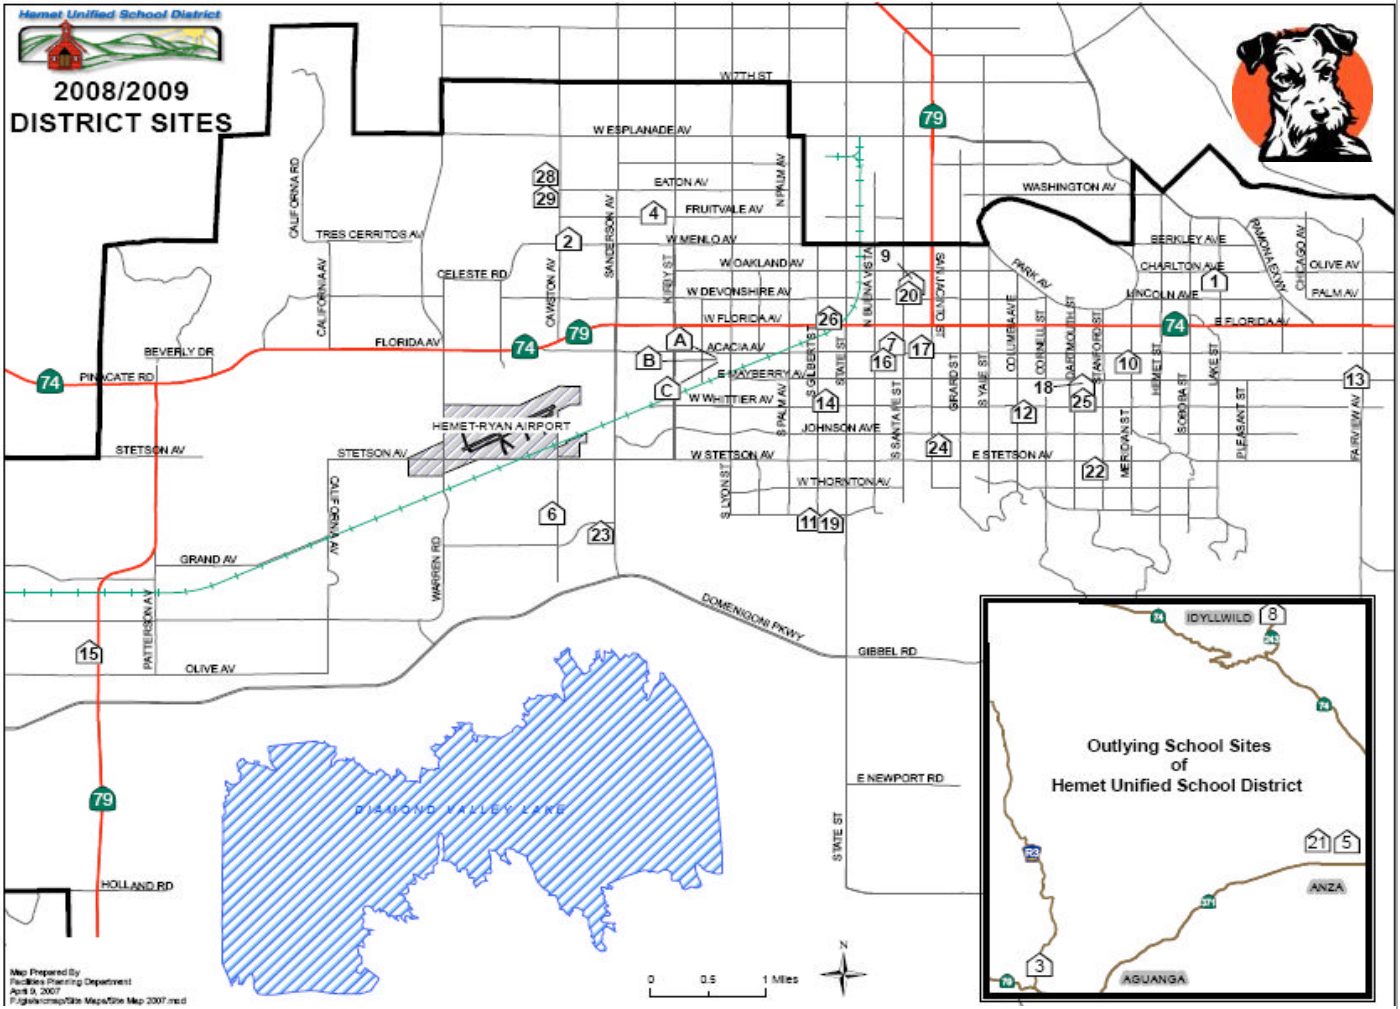 Hemet Unified School District
2008/2009
DISTRICT SITES
W 7TH ST
79
W ESPLANADE AV
CALIFORNIA RD
28
29
EATON AV
N PALM AV
WASHINGTON AV
4
FRUITVALE AV
SANDERSON AV
TRES CERRITOS AV
2
W MENLO AV
BERKLEY AVE
RAMONA EXWY
CHICAGO AV
9
20
N BUENA VISTA
SAN JACINTO ST
PARK AV
CHARLTON AVE
OLIVE AV
W OAKLAND AV
KIRBY ST
CELESTE RD
CAWSTON AV
CALIFORNIA AV
W DEVONSHIRE AV
1
LINCOLN AVE
PALM AV
W FLORIDA AV
26
74
E FLORIDA AV
79
74
FLORIDA AV
A
B
C
ACACIA AV
S GILBERT ST
STATE ST
7
16
17
COLUMBIA AVE
CORNELL ST
DARTMOUTH ST
STANFORD ST
BEVERLY DR
10
HEMET ST
LAKE ST
74
PINACATE RD
E MAYBERRY AV
S PALM AV
W WHITTIER AV
14
S SANTA FE ST
GIRARD ST
S YALE ST
18
25
12
SOBOBA ST
PLEASANT ST
13
FAIRVIEW AV
HEMET-RYAN AIRPORT
JOHNSON AVE
MERIDIAN ST
24
STETSON AV
STETSON AV
W STETSON AV
E STETSON AV
22
S LYON ST
W THORNTON AV
CALIFORNIA AV
6
23
11
19
WARREN RD
GRAND AV
PATTERSON AV
DOMENIGONI PKWY
15
OLIVE AV
GIBBEL RD
E NEWPORT RD
STATE ST
DIAMOND VALLEY LAKE
79
HOLLAND RD
74
IDYLLWILD
8
243
74
Outlying School Sites
of
Hemet Unified School District
21
5
R3
ANZA
371
3
79
AGUANGA
N
0 0.5 1 Miles
Map Prepared By
Facilities Planning Department
April 9, 2007